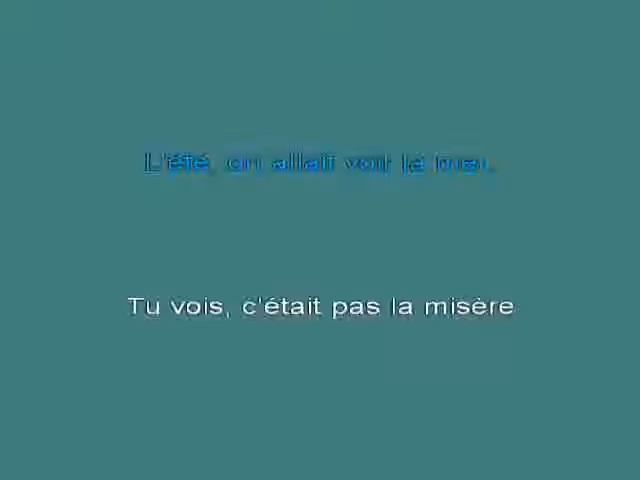 L'été, on allait voir la mer.
Tu vois, c'était pas la misère